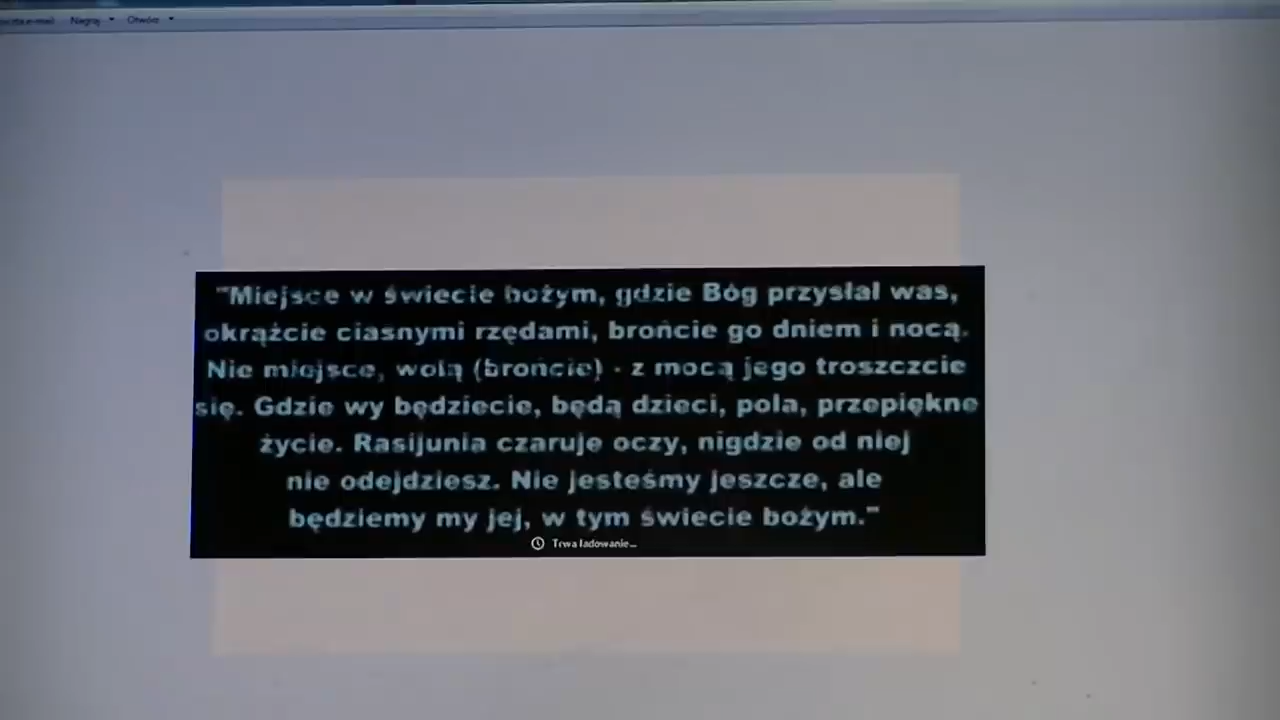 Nagraj
Otwórz
"Miejsce w świecie bożym, gdzie Bóg przysłał was,
okrążcie ciasnymi rzędami, brońcie go dniem i nocą.
Nie miejsce, wolą (brońcie) - z mocą jego troszczcie
się. Gdzie wy będziecie, będą dzieci, pola, przepiękne
życie. Rasijunia czaruje oczy, nigdzie od niej
nie odejdziesz. Nie jesteśmy jeszcze, ale
będziemy my jej, w tym świecie bożym."
Trwa ładowanie...